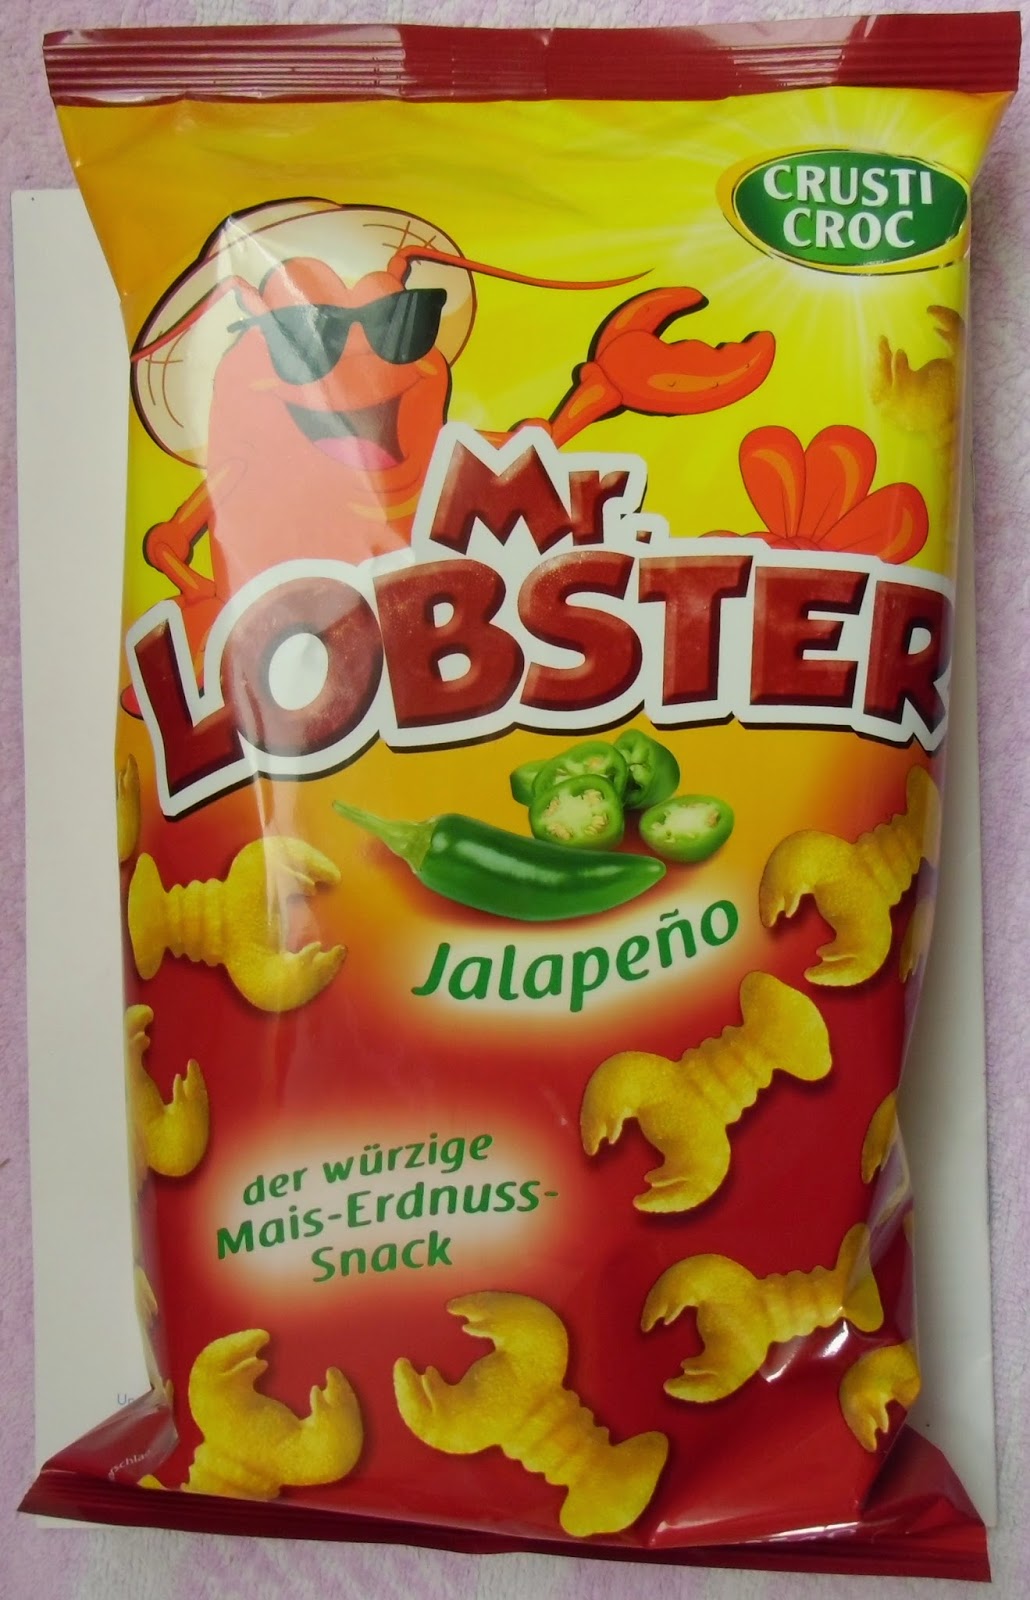 CRUSTI
CROC
Mr.
LOBSTER
Jalapeño
der würzige
Mais-Erdnuss-
Snack